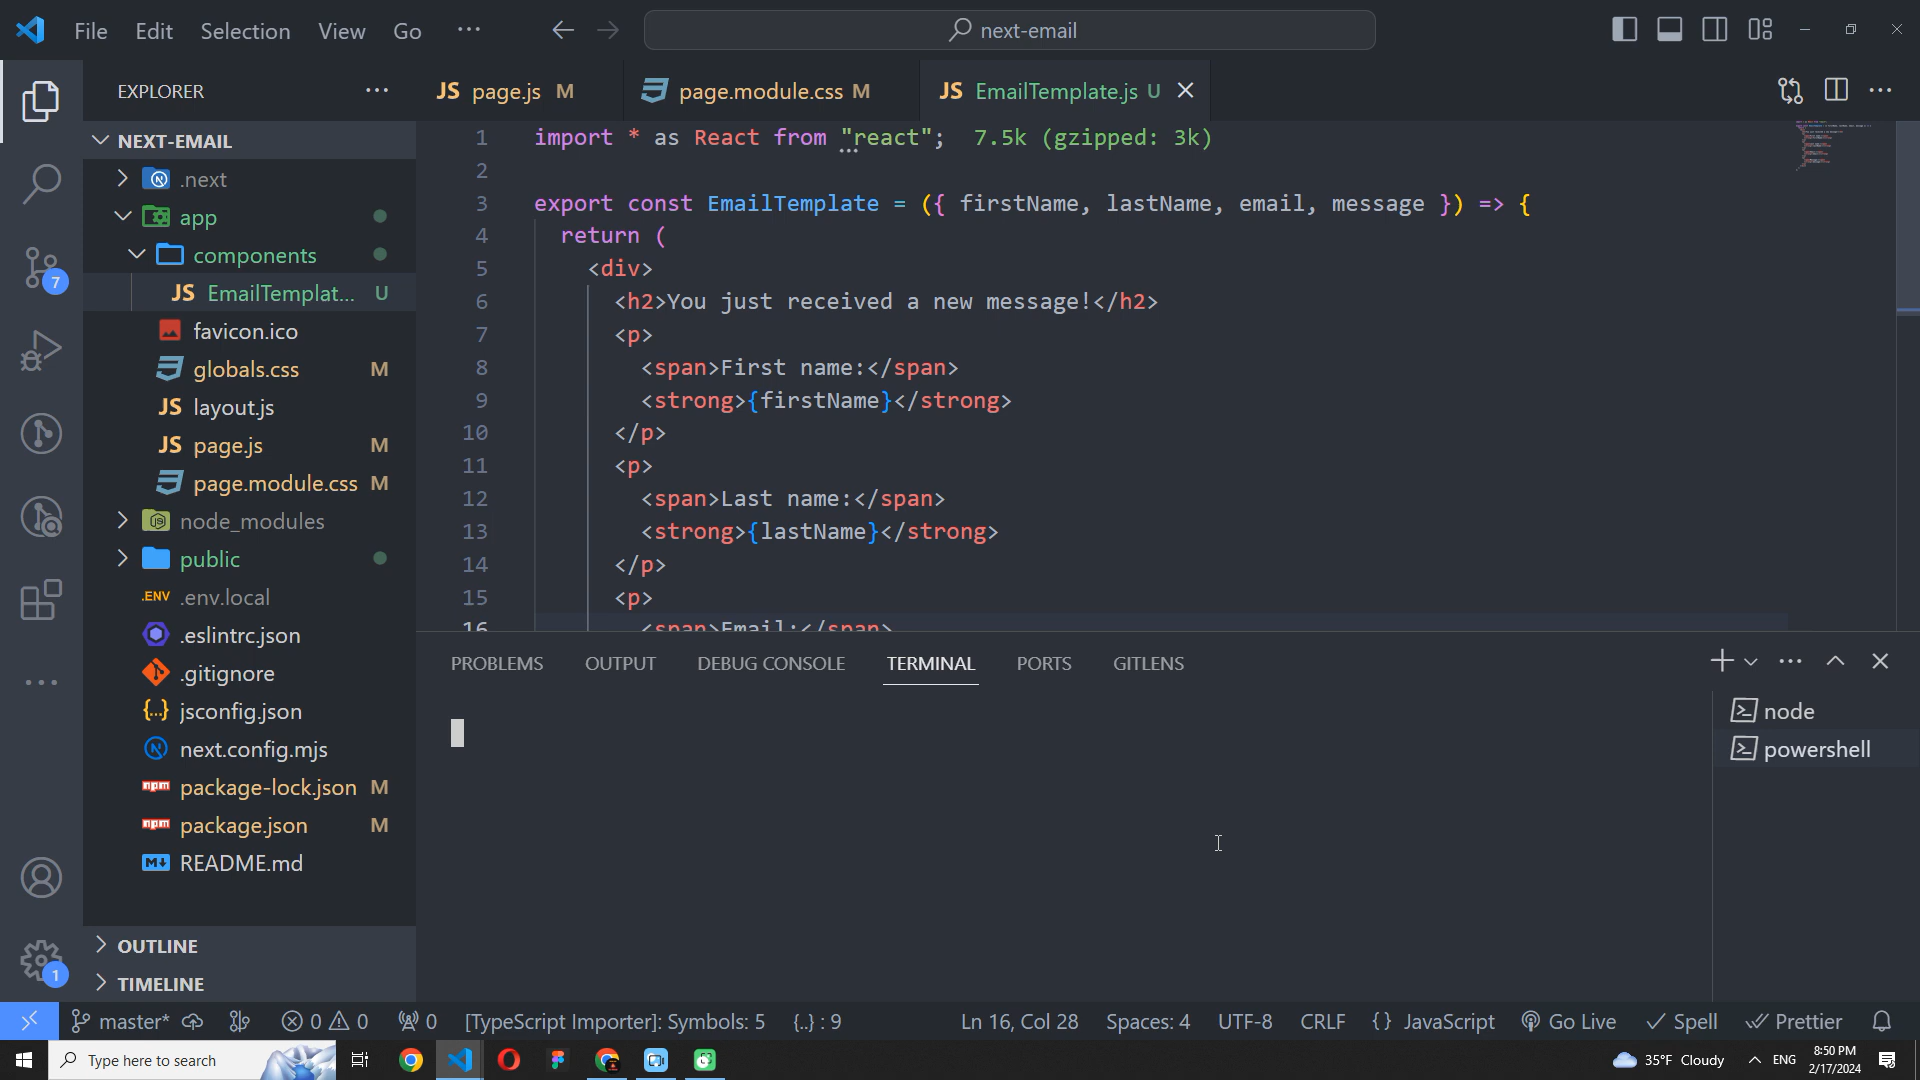 File Edit Selection View Go ··· next-email
EXPLORER ···
JS page.js M
page.module.css M
JS EmailTemplate.js U
NEXT-EMAIL
.next
app
components
JS EmailTemplat... U
favicon.ico
globals.css M
JS layout.js
JS page.js M
page.module.css M
node_modules
public
.ENV .env.local
.eslintrc.json
.gitignore
{..} jsconfig.json
N next.config.mjs
npm package-lock.json M
npm package.json M
M README.md
OUTLINE
TIMELINE
7
1
1 import * as React from "react"; 7.5k (gzipped: 3k)
2
3 export const EmailTemplate = ({ firstName, lastName, email, message }) => {
4 return (
5 <div>
6 <h2>You just received a new message!</h2>
7 <p>
8 <span>First name:</span>
9 <strong>{firstName}</strong>
10 </p>
11 <p>
12 <span>Last name:</span>
13 <strong>{lastName}</strong>
14 </p>
15 <p>
16 <span>Email:</span>
PROBLEMS OUTPUT DEBUG CONSOLE TERMINAL PORTS GITLENS
node
powershell
master* 0 0 0 [TypeScript Importer]: Symbols: 5 {..} : 9 Ln 16, Col 28 Spaces: 4 UTF-8 CRLF {} JavaScript Go Live Spell Prettier
Type here to search 35°F Cloudy ENG 8:50 PM
2/17/2024